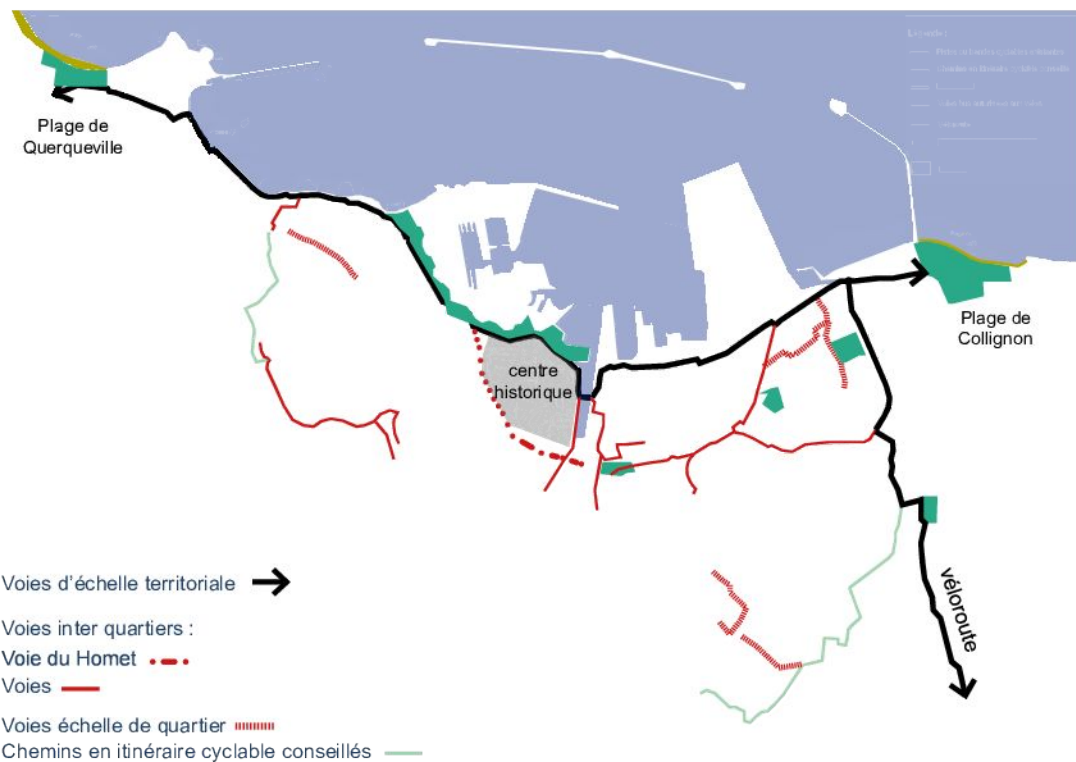 Plage de
Querqueville
Plage de
Collignon
centre
historique
véloroute
Voies d'échelle territoriale
Voies inter quartiers :
Voie du Homet
Voies
Voies échelle de quartier
Chemins en itinéraire cyclable conseillés